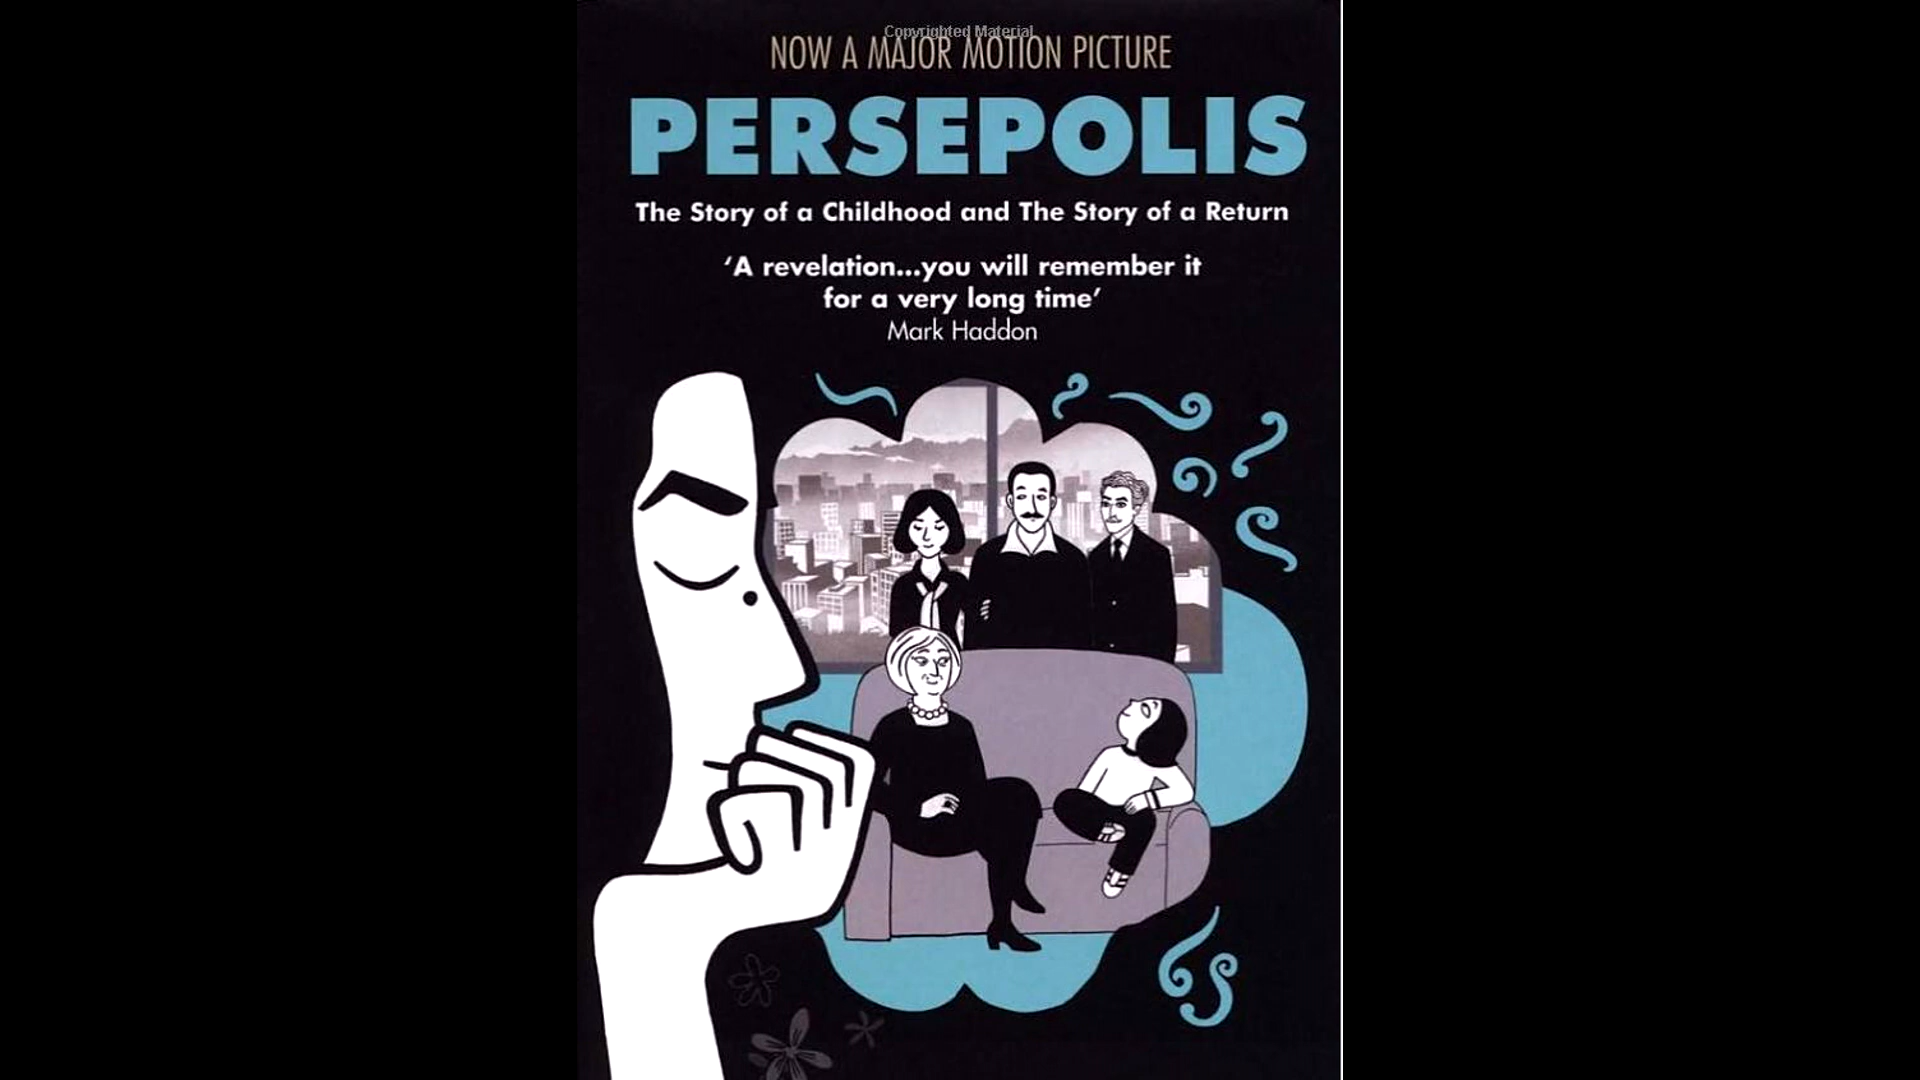 Copyrighted Material
NOW A MAJOR MOTION PICTURE
PERSEPOLIS
The Story of a Childhood and The Story of a Return
‘A revelation...you will remember it
for a very long time’
Mark Haddon